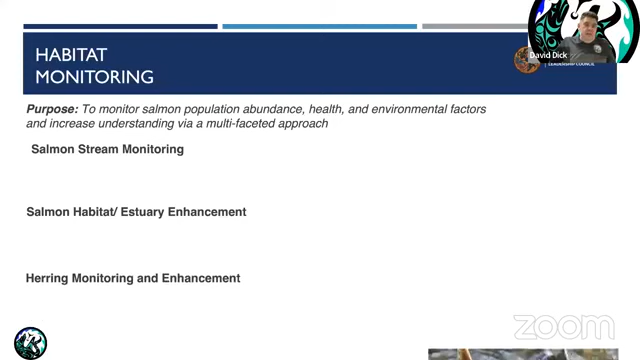 David Dick
LEADERSHIP COUNCIL
HABITAT
MONITORING
Purpose: To monitor salmon population abundance, health, and environmental factors
and increase understanding via a multi-faceted approach
Salmon Stream Monitoring
Salmon Habitat/ Estuary Enhancement
Herring Monitoring and Enhancement
zoom